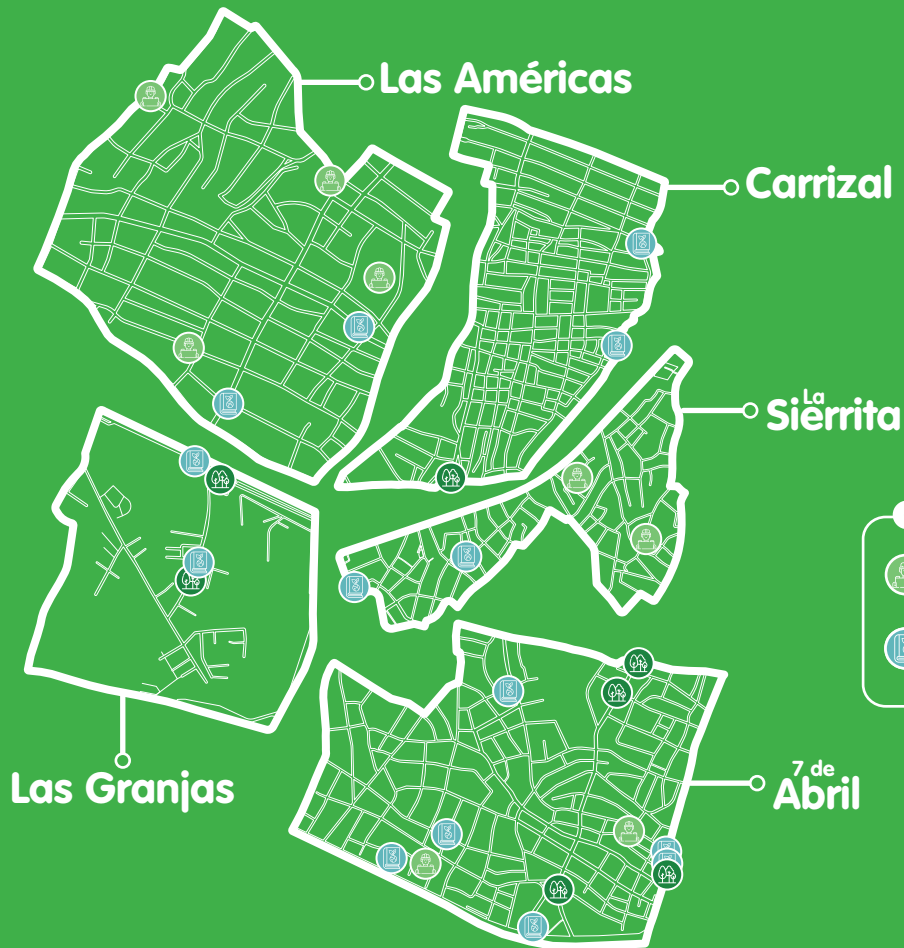 Las Américas
Carrizal
La
Sierrita
Las Granjas
7 de
Abril